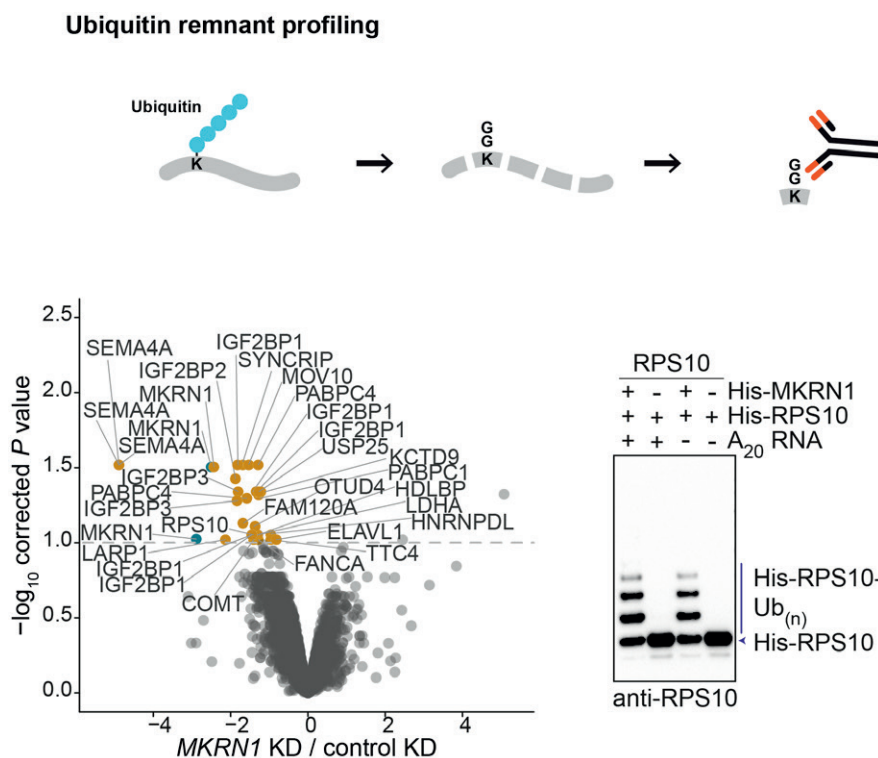 Ubiquitin remnant profiling
Ubiquitin
K
G
G
K
G
G
K
−log10 corrected P value
2.5
2.0
1.5
1.0
0.5
0.0
−4
−2
0
2
4
MKRN1 KD / control KD
IGF2BP1
SEMA4A
SYNCRIP
IGF2BP2
MOV10
MKRN1
PABPC4
SEMA4A
IGF2BP1
MKRN1
IGF2BP1
SEMA4A
USP25
KCTD9
IGF2BP3
PABPC1
PABPC4
OTUD4
HDLBP
IGF2BP3
FAM120A
LDHA
RPS10
HNRNPDL
MKRN1
ELAVL1
LARP1
TTC4
IGF2BP1
FANCA
IGF2BP1
COMT
RPS10
+ - + - His-MKRN1
+ + + + His-RPS10
+ + - - A20 RNA
His-RPS10-
Ub(n)
His-RPS10
anti-RPS10